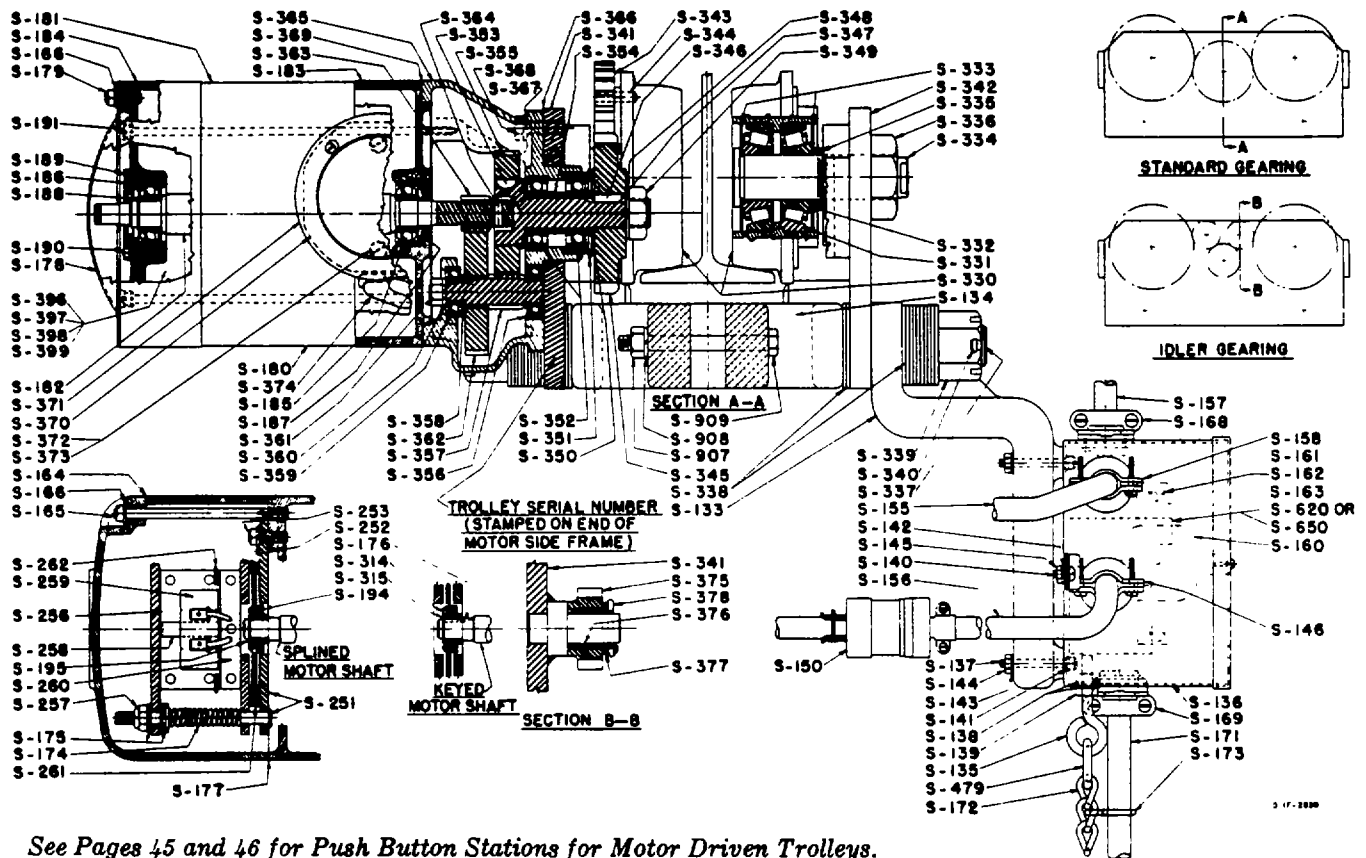 S-181
S-184
S-166
S-179
S-191
S-189
S-186
S-188
S-190
S-178
S-396
S-397
S-398
S-399
S-182
S-371
S-370
S-372
S-373
S-365
S-369
S-363
S-183
S-364
S-353
S-355
S-368
S-367
S-366
S-341
S-354
S-343
S-344
S-346
S-348
S-347
S-349
S-333
S-342
S-335
S-336
S-334
S-332
S-331
S-330
S-134
A
A
STANDARD GEARING
B
B
IDLER GEARING
S-180
S-374
S-185
S-187
S-361
S-360
S-359
S-358
S-362
S-357
S-356
S-352
S-351
S-350
SECTION A-A
S-909
S-908
S-907
S-345
S-338
S-133
S-339
S-340
S-337
S-155
S-142
S-145
S-140
S-156
S-157
S-168
S-158
S-161
S-162
S-163
S-620 OR
S-650
S-160
S-146
S-150
S-137
S-144
S-143
S-141
S-138
S-139
S-135
S-479
S-172
S-136
S-169
S-171
S-173
S-164
S-166
S-165
S-262
S-259
S-256
S-258
S-195
S-260
S-257
S-175
S-174
S-261
S-177
S-253
S-252
S-176
S-314
S-315
S-194
SPLINED
MOTOR SHAFT
S-251
KEYED
MOTOR SHAFT
TROLLEY SERIAL NUMBER
(STAMPED ON END OF
MOTOR SIDE FRAME)
S-341
S-375
S-378
S-376
S-377
SECTION B-B
See Pages 45 and 46 for Push Button Stations for Motor Driven Trolleys.